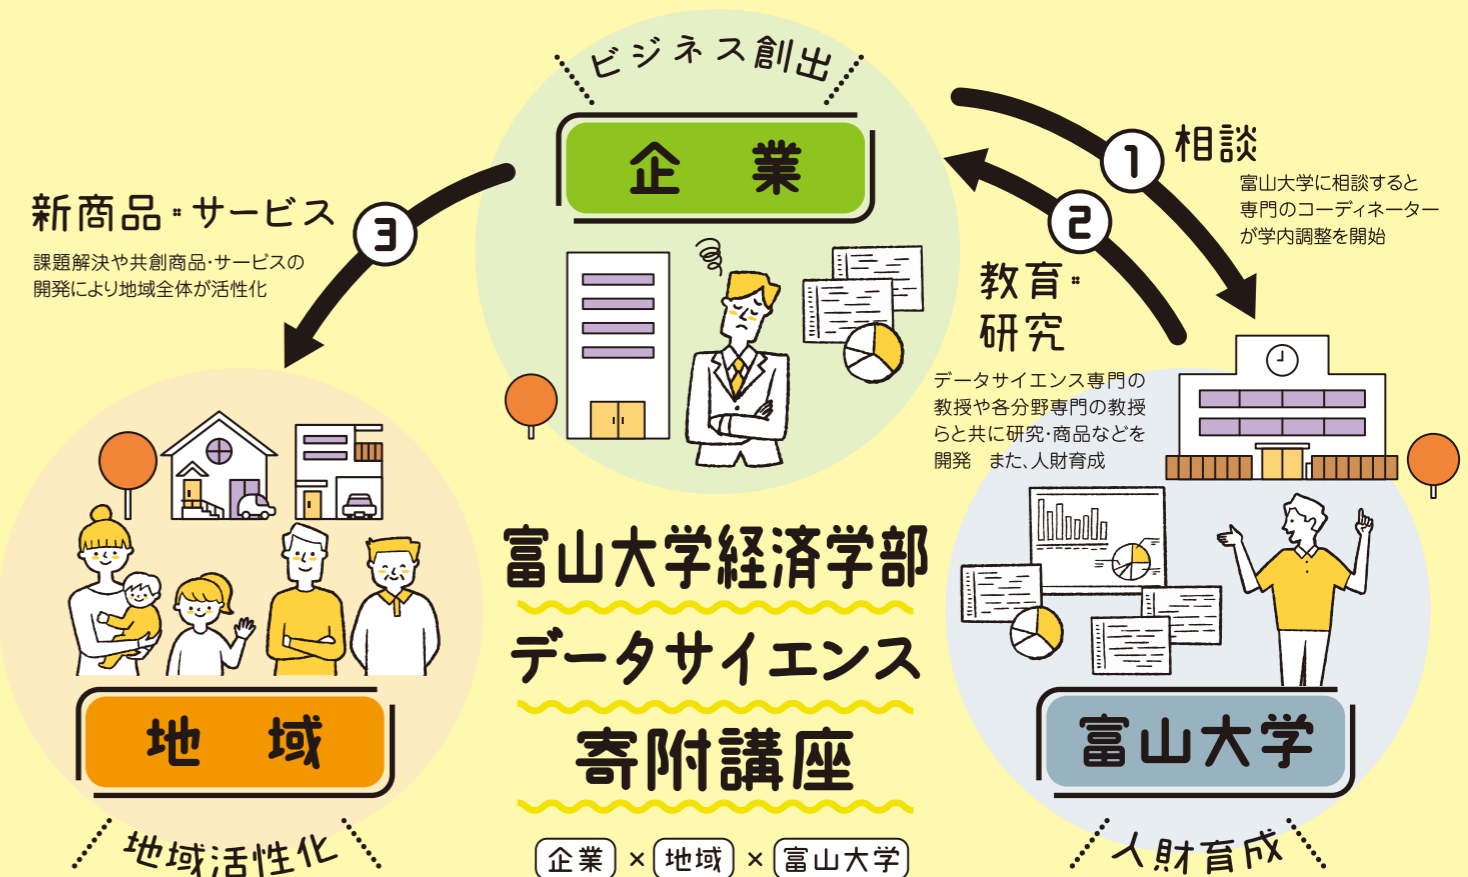 ビジネス創出
企業
1
相談
富山大学に相談すると
専門のコーディネーター
が学内調整を開始
2
教育・
研究
データサイエンス専門の
教授や各分野専門の教授
らと共に研究・商品などを
開発　また、人財育成
3
新商品・サービス
課題解決や共創商品・サービスの
開発により地域全体が活性化
富山大学経済学部
データサイエンス
寄附講座
企業 × 地域 × 富山大学
地域
地域活性化
富山大学
人財育成